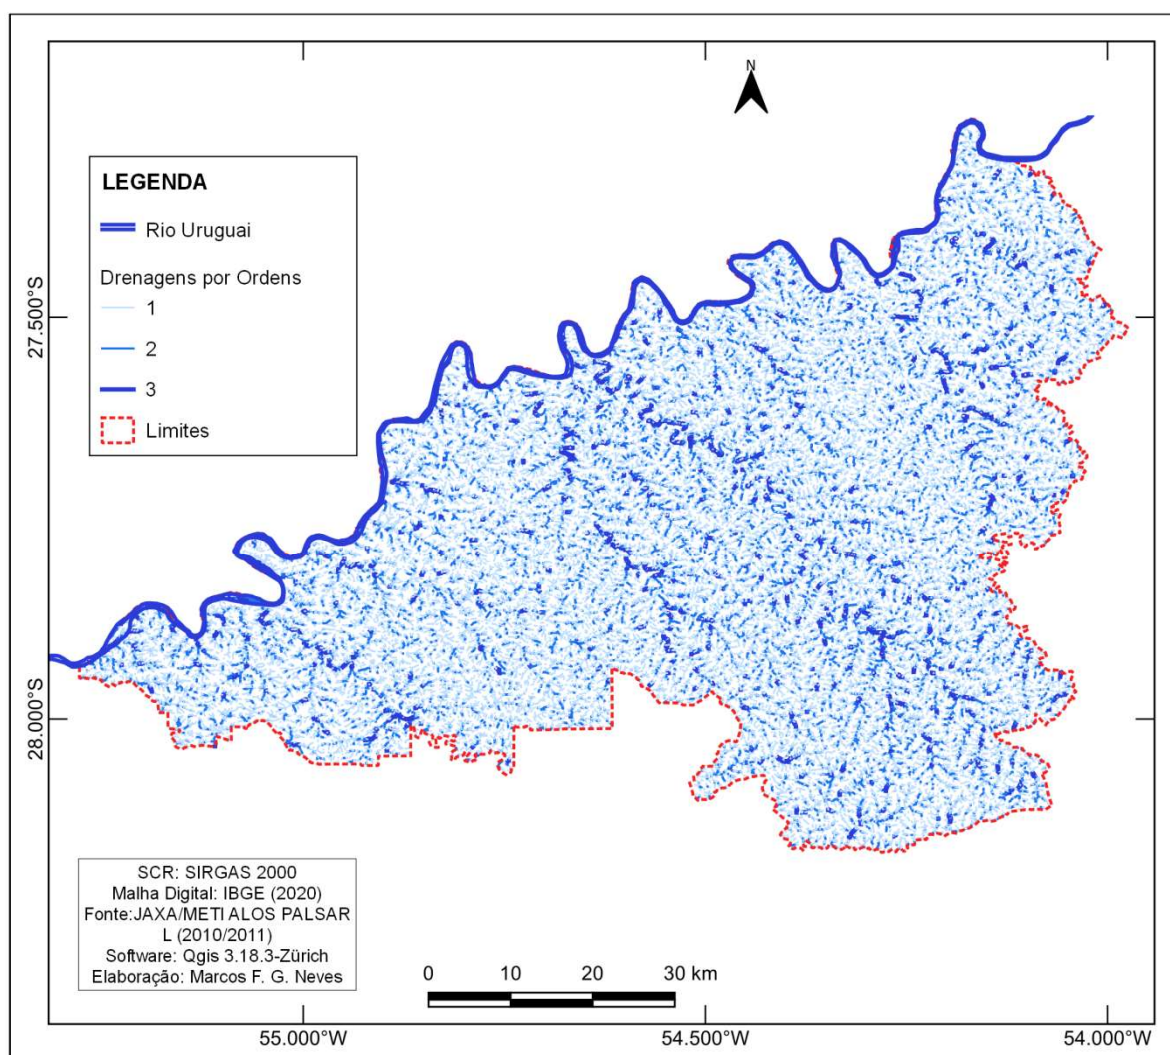 N
LEGENDA
Rio Uruguai
Drenagens por Ordens
1
2
3
Limites
27.500°S
28.000°S
SCR: SIRGAS 2000
Malha Digital: IBGE (2020)
Fonte:JAXA/METI ALOS PALSAR
L (2010/2011)
Software: Qgis 3.18.3-Zürich
Elaboração: Marcos F. G. Neves
0 10 20 30 km
55.000°W 54.500°W 54.000°W